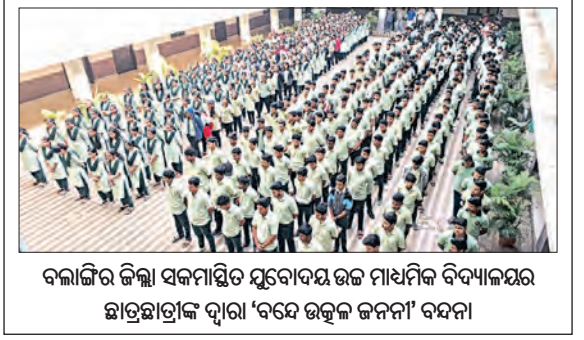 ବଲାଙ୍ଗିର ଜିଲ୍ଲା ସକମାସ୍ଥିତ ଯୁବୋଦୟ ଉଚ୍ଚ ମାଧ୍ୟମିକ ବିଦ୍ୟାଳୟର
ଛାତ୍ରଛାତ୍ରୀଙ୍କ ଦ୍ୱାରା ‘ବନ୍ଦେ ଉତ୍କଳ ଜନନୀ’ ବନ୍ଦନା